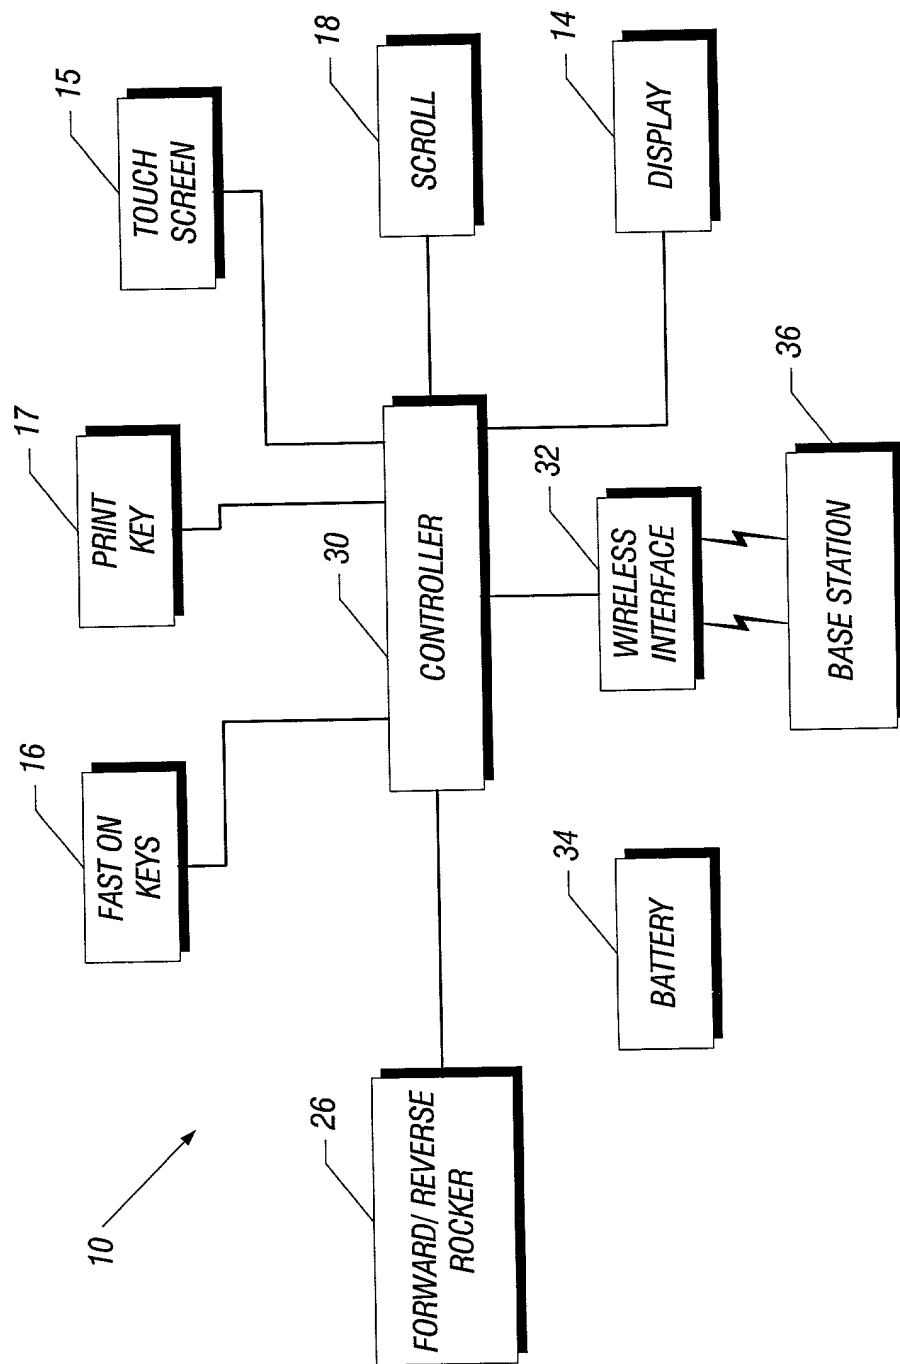 10
FORWARD/ REVERSE
ROCKER
26
FAST ON
KEYS
16
PRINT
KEY
17
TOUCH
SCREEN
15
CONTROLLER
30
SCROLL
18
DISPLAY
14
WIRELESS
INTERFACE
32
BATTERY
34
BASE STATION
36